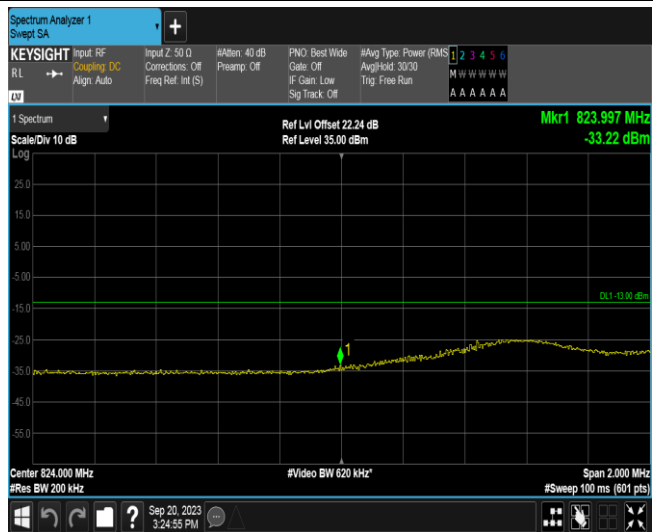 Spectrum Analyzer 1
Swept SA
KEYSIGHT
RL
Input: RF
Coupling: DC
Align: Auto
Input Z: 50 Ω
Corrections: Off
Freq Ref: Int (S)
#Atten: 40 dB
Preamp: Off
PNO: Best Wide
Gate: Off
IF Gain: Low
Sig Track: Off
#Avg Type: Power (RMS
Avg|Hold: 30/30
Trig: Free Run
1 2 3 4 5 6
M W W W W W
A A A A A A
1 Spectrum
Scale/Div 10 dB
Log
Ref Lvl Offset 22.24 dB
Ref Level 35.00 dBm
Mkr1 823.997 MHz
-33.22 dBm
25.0
15.0
5.00
-5.00
DL1 -13.00 dBm
-15.0
-25.0
1
-35.0
-45.0
-55.0
Center 824.000 MHz
#Video BW 620 kHz*
Span 2.000 MHz
#Res BW 200 kHz
#Sweep 100 ms (601 pts)
Sep 20, 2023
3:24:55 PM